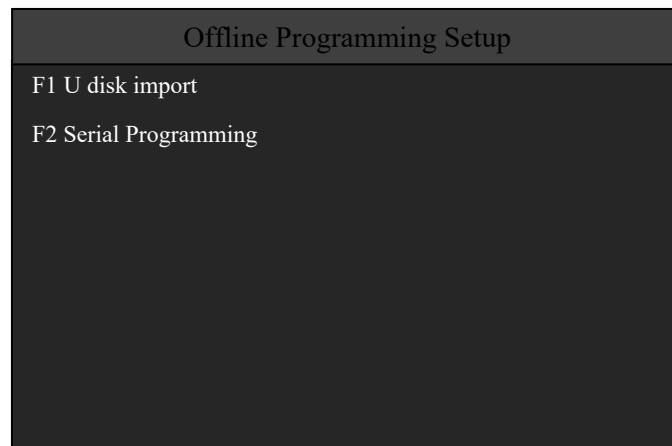 Offline Programming Setup
F1 U disk import
F2 Serial Programming